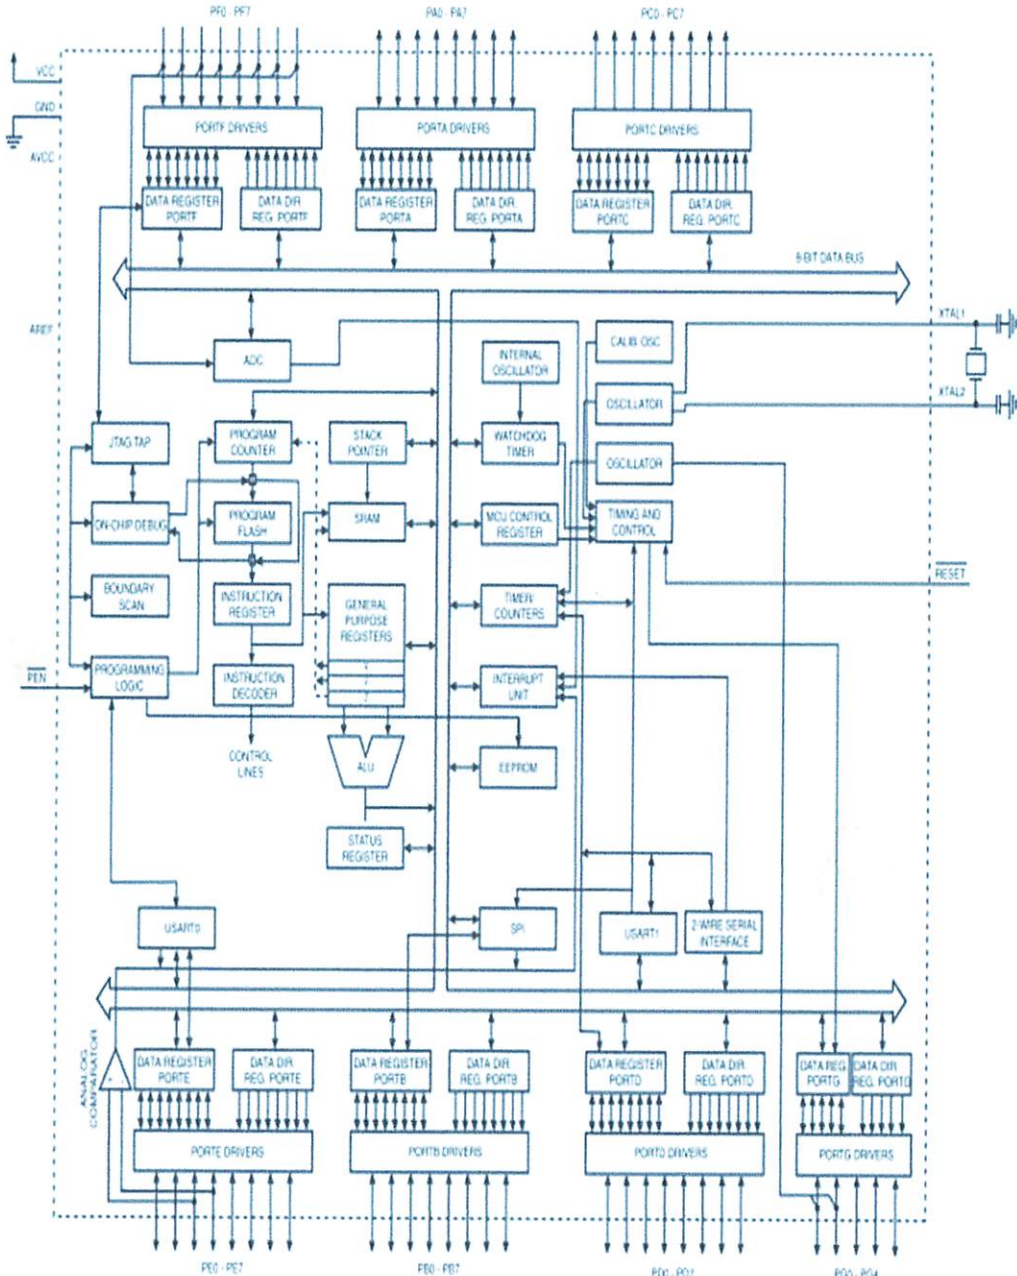 PF0 - PF7
PA0 - PA7
PC0 - PC7
VCC
GND
AVCC
PORTF DRIVERS
PORTA DRIVERS
PORTC DRIVERS
DATA REGISTER
PORTF
DATA DIR.
REG. PORTF
DATA REGISTER
PORTA
DATA DIR.
REG. PORTA
DATA REGISTER
PORTC
DATA DIR.
REG. PORTC
8-BIT DATA BUS
AREF
XTAL1
XTAL2
ADC
INTERNAL
OSCILLATOR
CALIB. OSC
OSCILLATOR
JTAG TAP
PROGRAM
COUNTER
STACK
POINTER
WATCHDOG
TIMER
OSCILLATOR
ON-CHIP DEBUG
PROGRAM
FLASH
SRAM
MCU CONTROL
REGISTER
TIMING AND
CONTROL
RESET
BOUNDARY
SCAN
INSTRUCTION
REGISTER
GENERAL
PURPOSE
REGISTERS
TIMER/
COUNTERS
PEN
PROGRAMMING
LOGIC
INSTRUCTION
DECODER
INTERRUPT
UNIT
CONTROL
LINES
ALU
EEPROM
STATUS
REGISTER
USART0
SPI
USART1
2-WIRE SERIAL
INTERFACE
ANALOG
COMPARATOR
DATA REGISTER
PORTE
DATA DIR.
REG. PORTE
DATA REGISTER
PORTB
DATA DIR.
REG. PORTB
DATA REGISTER
PORTD
DATA DIR.
REG. PORTD
DATA REG.
PORTG
DATA DIR.
REG. PORTG
PORTE DRIVERS
PORTB DRIVERS
PORTD DRIVERS
PORTG DRIVERS
PE0 - PE7
PB0 - PB7
PD0 - PD7
PG0 - PG4